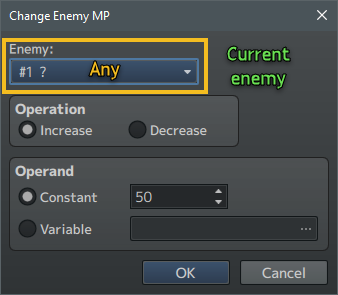 Change Enemy MP
Enemy:
#1 ? Any
Current
enemy
Operation
Increase Decrease
Operand
Constant 50
Variable ...
OK Cancel